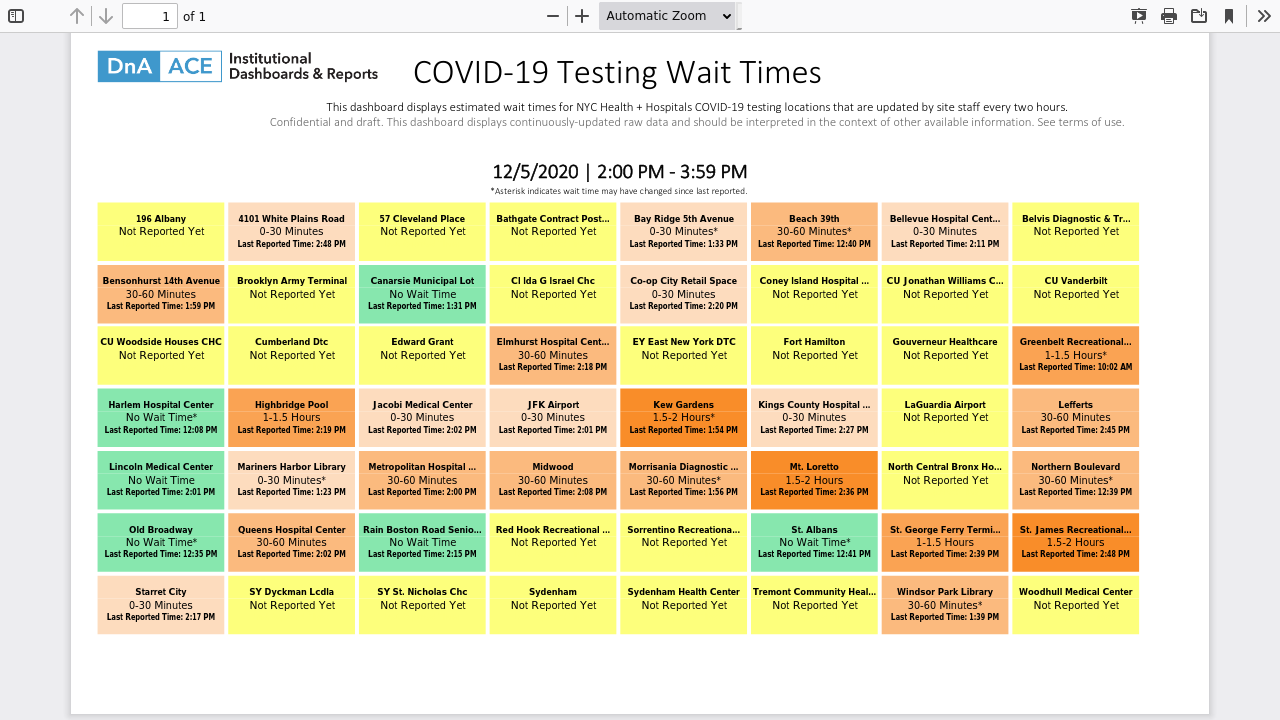 1 of 1 Automatic Zoom
DnA ACE Institutional Dashboards & Reports
COVID-19 Testing Wait Times
This dashboard displays estimated wait times for NYC Health + Hospitals COVID-19 testing locations that are updated by site staff every two hours.
Confidential and draft. This dashboard displays continuously-updated raw data and should be interpreted in the context of other available information. See terms of use.
12/5/2020 | 2:00 PM - 3:59 PM
*Asterisk indicates wait time may have changed since last reported.
196 Albany
Not Reported Yet
4101 White Plains Road
0-30 Minutes
Last Reported Time: 2:48 PM
57 Cleveland Place
Not Reported Yet
Bathgate Contract Post...
Not Reported Yet
Bay Ridge 5th Avenue
0-30 Minutes*
Last Reported Time: 1:33 PM
Beach 39th
30-60 Minutes*
Last Reported Time: 12:40 PM
Bellevue Hospital Cent...
0-30 Minutes
Last Reported Time: 2:11 PM
Belvis Diagnostic & Tr...
Not Reported Yet
Bensonhurst 14th Avenue
30-60 Minutes
Last Reported Time: 1:59 PM
Brooklyn Army Terminal
Not Reported Yet
Canarsie Municipal Lot
No Wait Time
Last Reported Time: 1:31 PM
CI Ida G Israel Chc
Not Reported Yet
Co-op City Retail Space
0-30 Minutes
Last Reported Time: 2:20 PM
Coney Island Hospital ...
Not Reported Yet
CU Jonathan Williams C...
Not Reported Yet
CU Vanderbilt
Not Reported Yet
CU Woodside Houses CHC
Not Reported Yet
Cumberland Dtc
Not Reported Yet
Edward Grant
Not Reported Yet
Elmhurst Hospital Cent...
30-60 Minutes
Last Reported Time: 2:18 PM
EY East New York DTC
Not Reported Yet
Fort Hamilton
Not Reported Yet
Gouverneur Healthcare
Not Reported Yet
Greenbelt Recreational...
1-1.5 Hours*
Last Reported Time: 10:02 AM
Harlem Hospital Center
No Wait Time*
Last Reported Time: 12:08 PM
Highbridge Pool
1-1.5 Hours
Last Reported Time: 2:19 PM
Jacobi Medical Center
0-30 Minutes
Last Reported Time: 2:02 PM
JFK Airport
0-30 Minutes
Last Reported Time: 2:01 PM
Kew Gardens
1.5-2 Hours*
Last Reported Time: 1:54 PM
Kings County Hospital ...
0-30 Minutes
Last Reported Time: 2:27 PM
LaGuardia Airport
Not Reported Yet
Lefferts
30-60 Minutes
Last Reported Time: 2:45 PM
Lincoln Medical Center
No Wait Time
Last Reported Time: 2:01 PM
Mariners Harbor Library
0-30 Minutes*
Last Reported Time: 1:23 PM
Metropolitan Hospital ...
30-60 Minutes
Last Reported Time: 2:00 PM
Midwood
30-60 Minutes
Last Reported Time: 2:08 PM
Morrisania Diagnostic ...
30-60 Minutes*
Last Reported Time: 1:56 PM
Mt. Loretto
1.5-2 Hours
Last Reported Time: 2:36 PM
North Central Bronx Ho...
Not Reported Yet
Northern Boulevard
30-60 Minutes*
Last Reported Time: 12:39 PM
Old Broadway
No Wait Time*
Last Reported Time: 12:35 PM
Queens Hospital Center
30-60 Minutes
Last Reported Time: 2:02 PM
Rain Boston Road Senio...
No Wait Time
Last Reported Time: 2:15 PM
Red Hook Recreational ...
Not Reported Yet
Sorrentino Recreationa...
Not Reported Yet
St. Albans
No Wait Time*
Last Reported Time: 12:41 PM
St. George Ferry Termi...
1-1.5 Hours
Last Reported Time: 2:39 PM
St. James Recreational...
1.5-2 Hours
Last Reported Time: 2:48 PM
Starret City
0-30 Minutes
Last Reported Time: 2:17 PM
SY Dyckman Lcdla
Not Reported Yet
SY St. Nicholas Chc
Not Reported Yet
Sydenham
Not Reported Yet
Sydenham Health Center
Not Reported Yet
Tremont Community Heal...
Not Reported Yet
Windsor Park Library
30-60 Minutes*
Last Reported Time: 1:39 PM
Woodhull Medical Center
Not Reported Yet